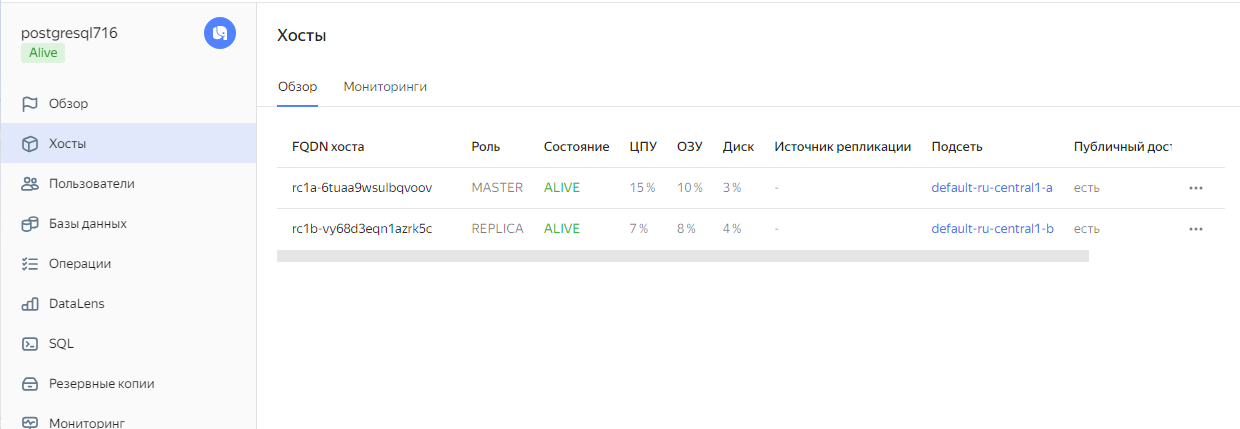 postgresql716
Alive
Обзор
Хосты
Пользователи
Базы данных
Операции
DataLens
SQL
Резервные копии
Мониторинг
Хосты
Обзор Мониторинги
FQDN хоста Роль Состояние ЦПУ ОЗУ Диск Источник репликации Подсеть Публичный дост
rc1a-6tuaa9wsulbqvoov MASTER ALIVE 15 % 10 % 3 % - default-ru-central1-a есть
rc1b-vy68d3eqn1azrk5c REPLICA ALIVE 7 % 8 % 4 % - default-ru-central1-b есть